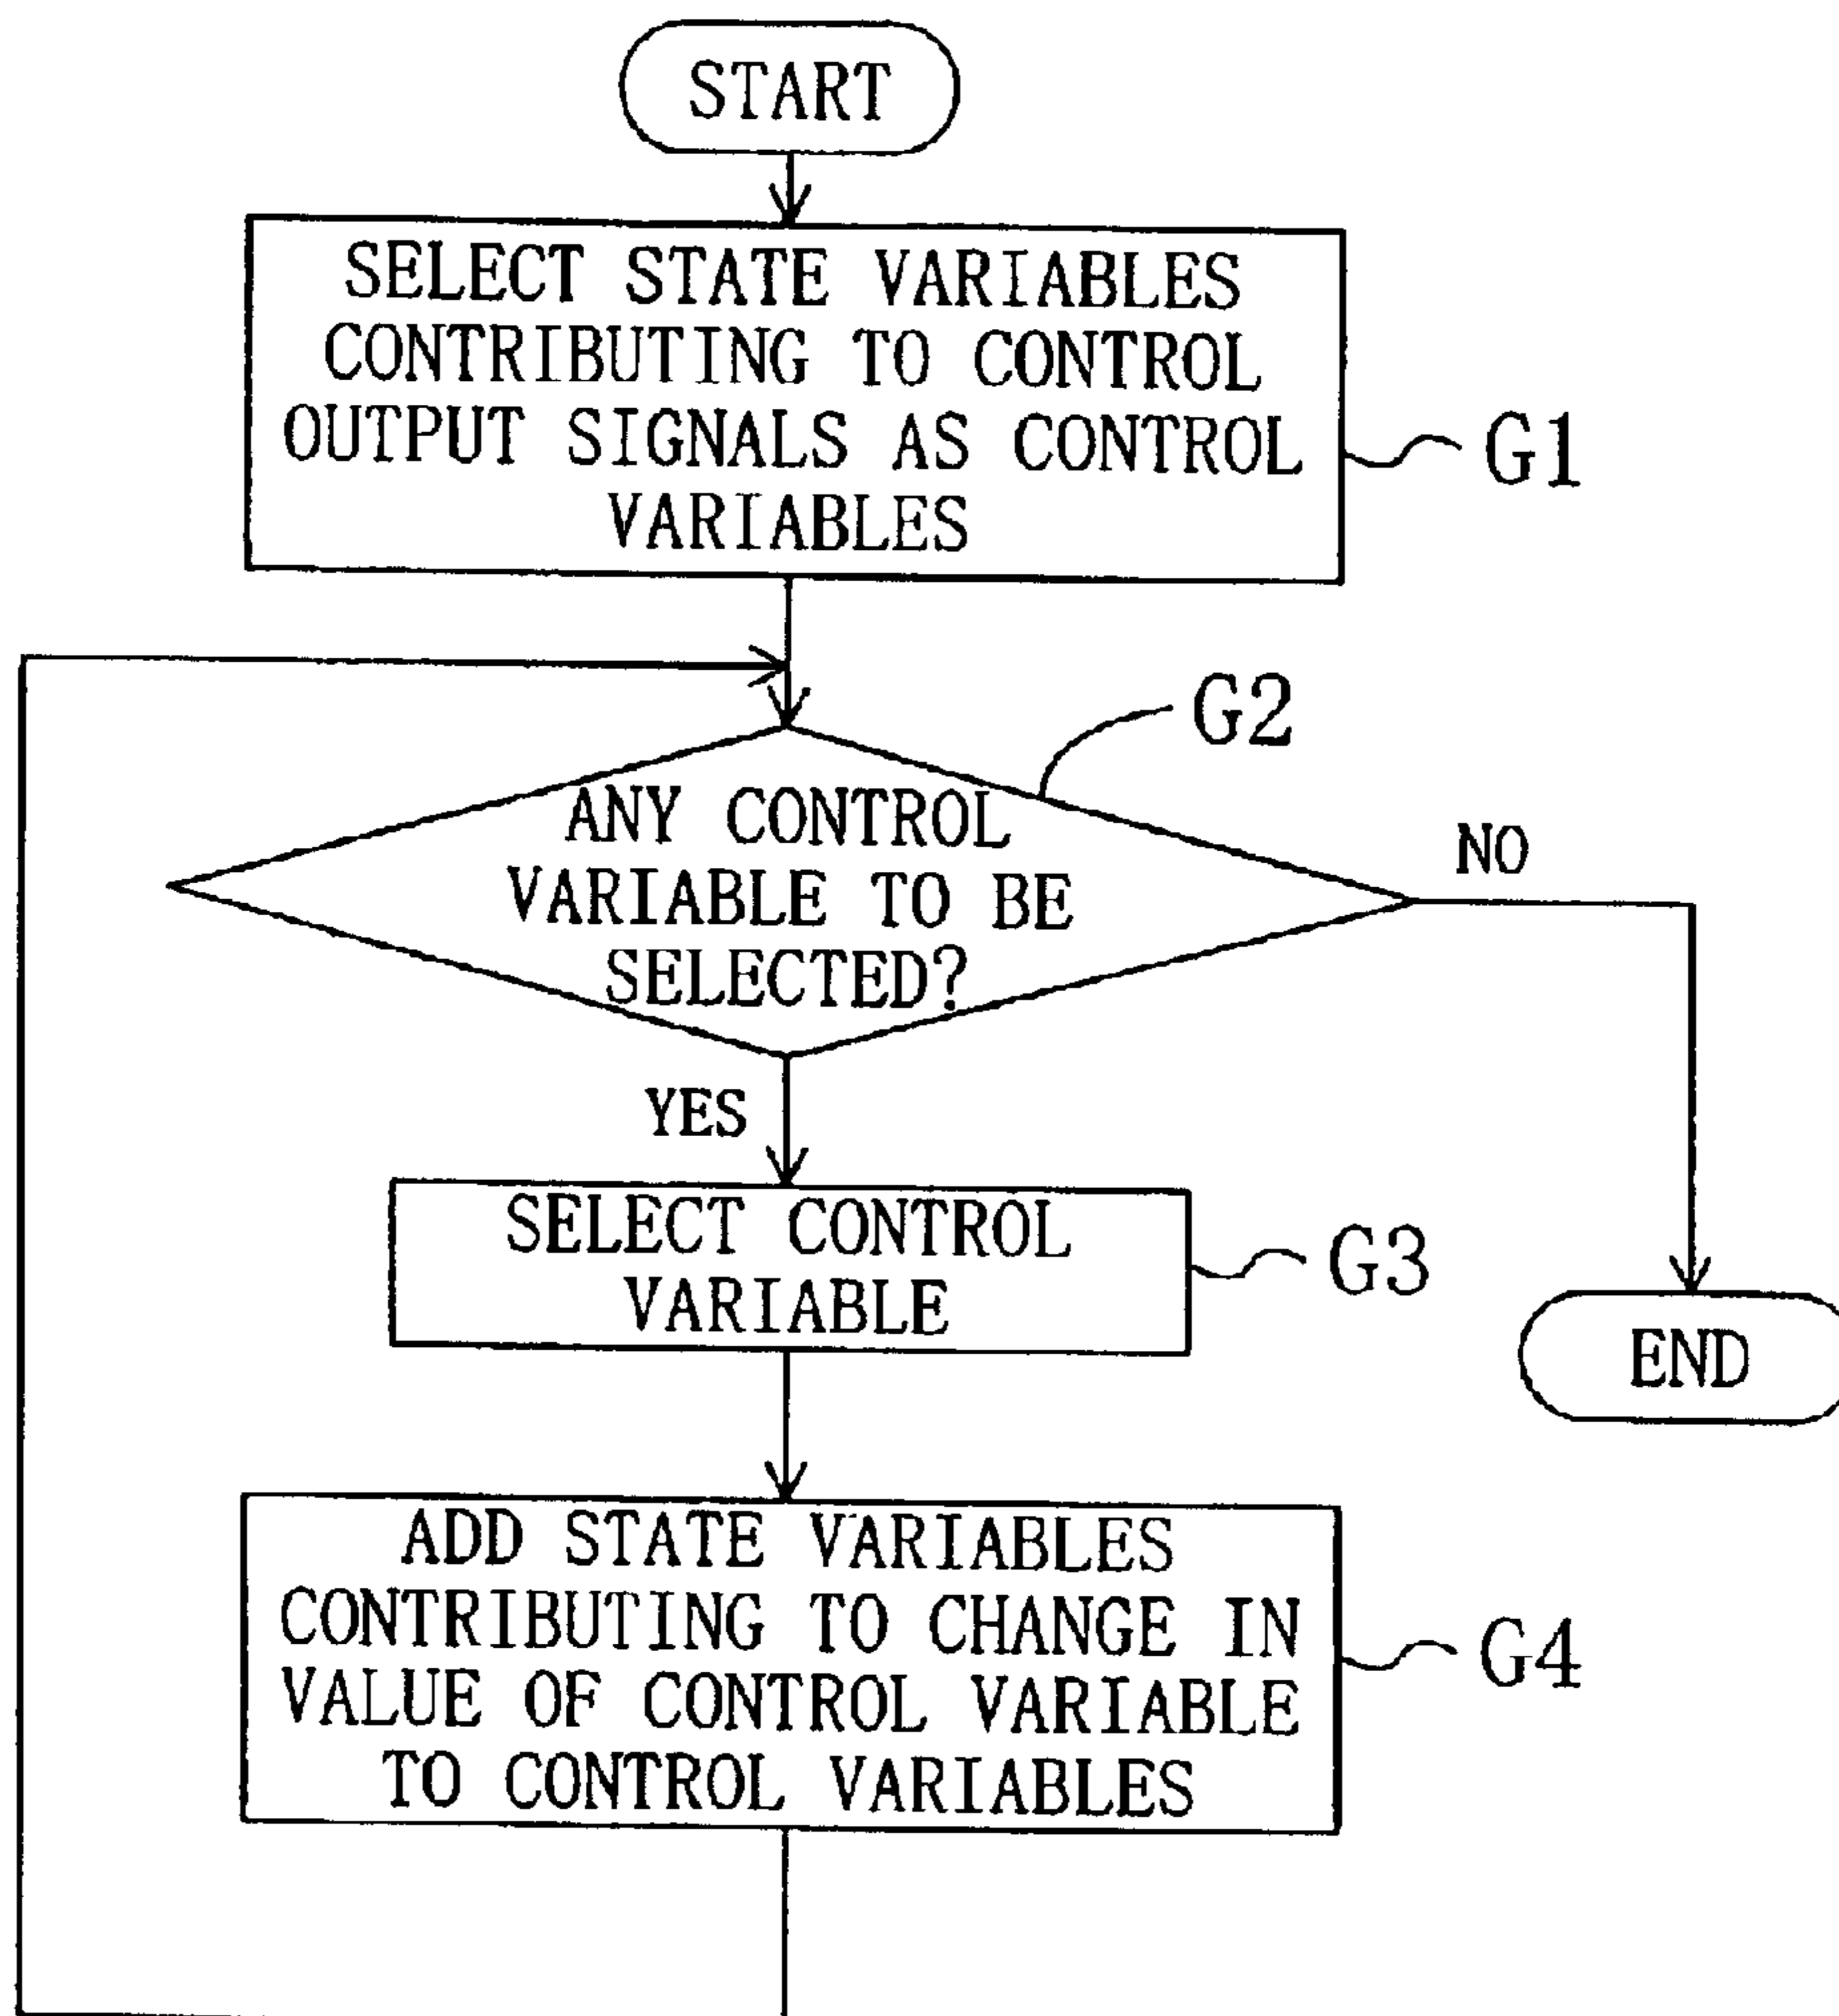 START
SELECT STATE VARIABLES
CONTRIBUTING TO CONTROL
OUTPUT SIGNALS AS CONTROL
VARIABLES
G1
G2
ANY CONTROL
VARIABLE TO BE
SELECTED?
NO
YES
SELECT CONTROL
VARIABLE
G3
END
ADD STATE VARIABLES
CONTRIBUTING TO CHANGE IN
VALUE OF CONTROL VARIABLE
TO CONTROL VARIABLES
G4